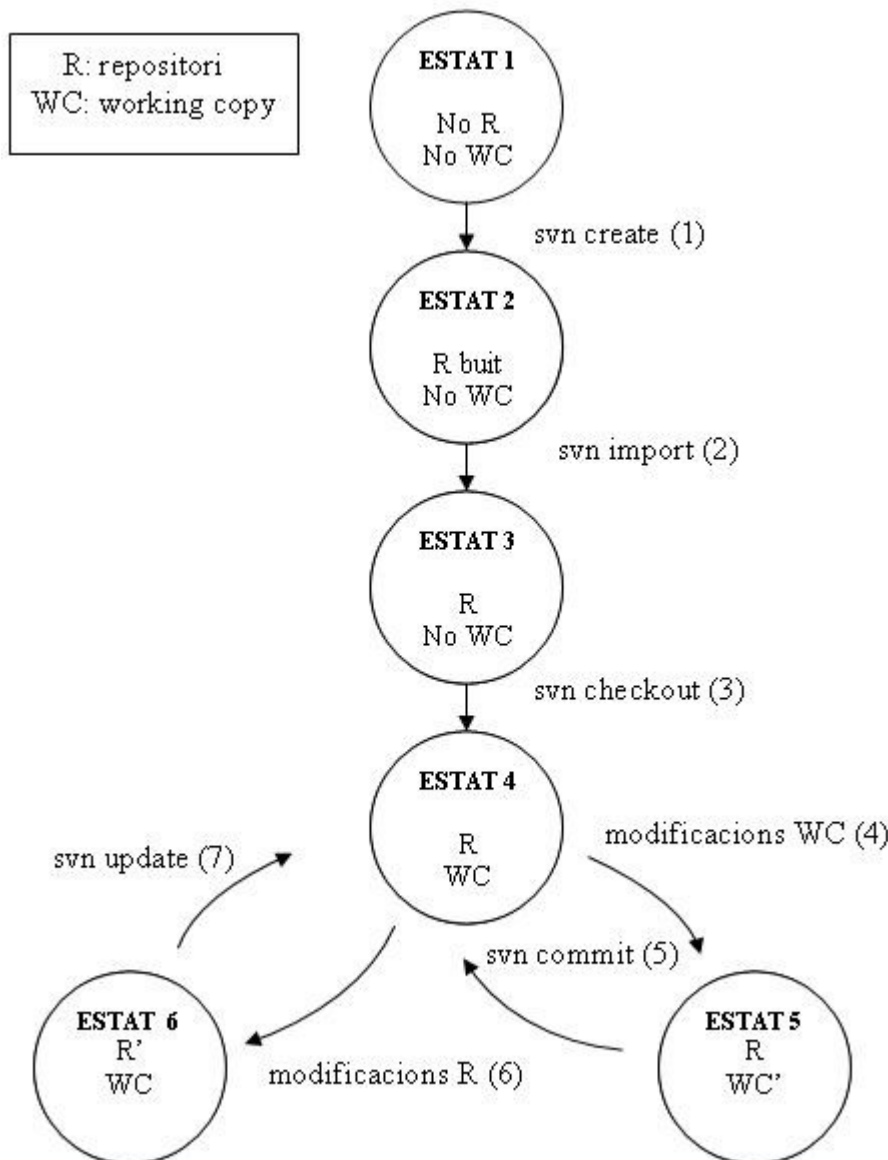 R: repositori
WC: working copy
ESTAT 1
No R
No WC
svn create (1)
ESTAT 2
R buit
No WC
svn import (2)
ESTAT 3
R
No WC
svn checkout (3)
ESTAT 4
R
WC
modificacions WC (4)
svn update (7)
svn commit (5)
ESTAT 6
R'
WC
modificacions R (6)
ESTAT 5
R
WC'